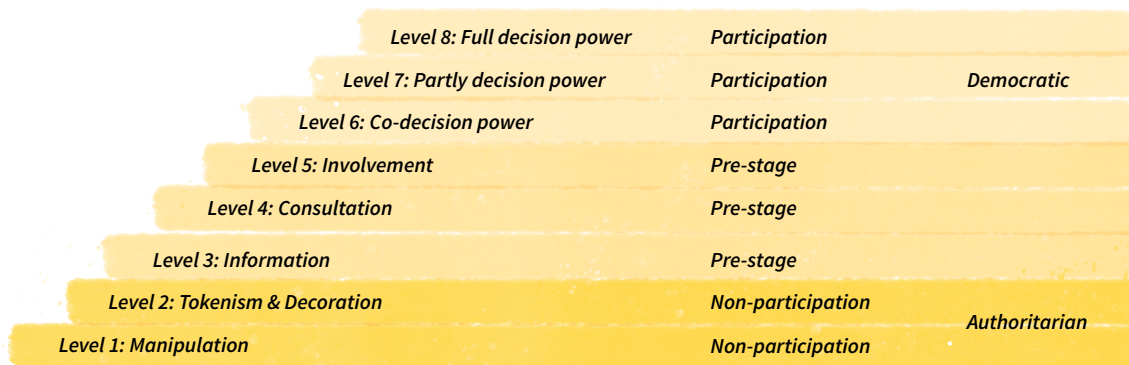 Level 8: Full decision power Participation
Level 7: Partly decision power Participation Democratic
Level 6: Co-decision power Participation
Level 5: Involvement Pre-stage
Level 4: Consultation Pre-stage
Level 3: Information Pre-stage
Level 2: Tokenism & Decoration Non-participation
Authoritarian
Level 1: Manipulation Non-participation